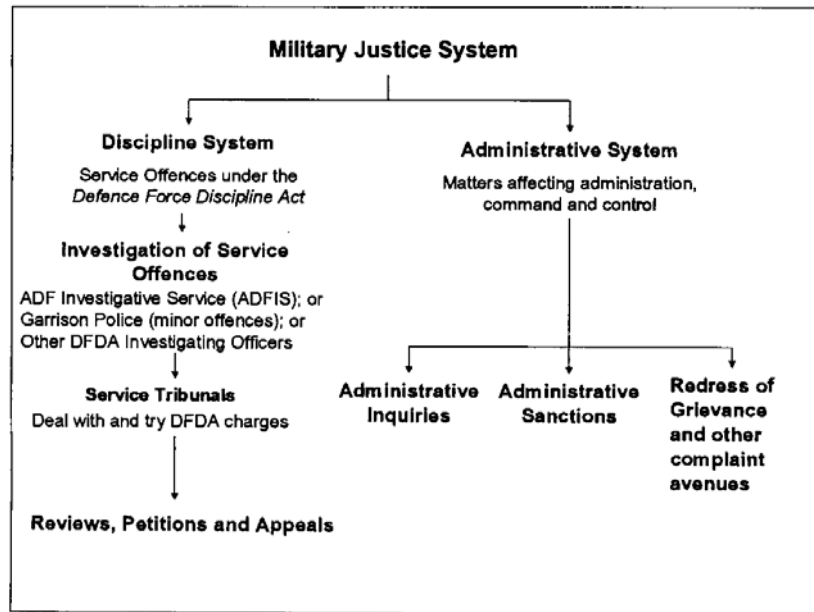 Military Justice System
Discipline System
Service Offences under the
Defence Force Discipline Act
Investigation of Service
Offences
ADF Investigative Service (ADFIS); or
Garrison Police (minor offences); or
Other DFDA Investigating Officers
Service Tribunals
Deal with and try DFDA charges
Reviews, Petitions and Appeals
Administrative System
Matters affecting administration,
command and control
Administrative
Inquiries
Administrative
Sanctions
Redress of
Grievance
and other
complaint
avenues